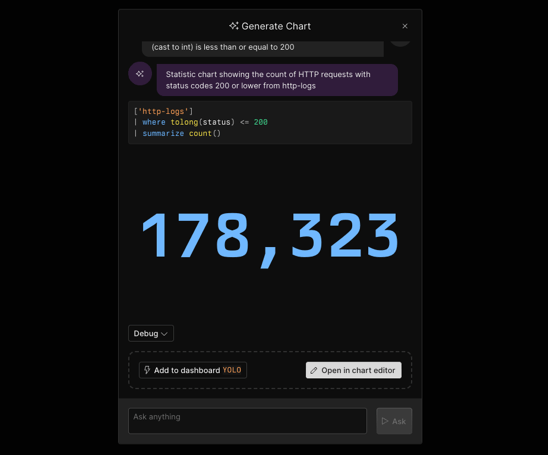 Generate Chart
(cast to int) is less than or equal to 200
Statistic chart showing the count of HTTP requests with
status codes 200 or lower from http-logs
['http-logs']
| where tolong(status) <= 200
| summarize count()
178,323
Debug
Add to dashboard YOLO
Open in chart editor
Ask anything
Ask